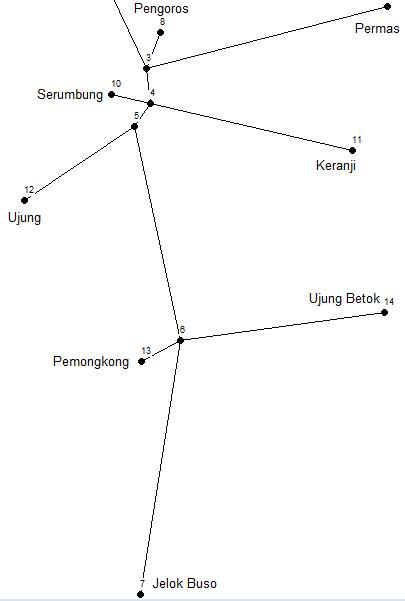 Pengoros
8
Permas
3
10
Serumbung
4
5
11
Keranji
12
Ujung
Ujung Betok 14
6
13
Pemongkong
7 Jelok Buso